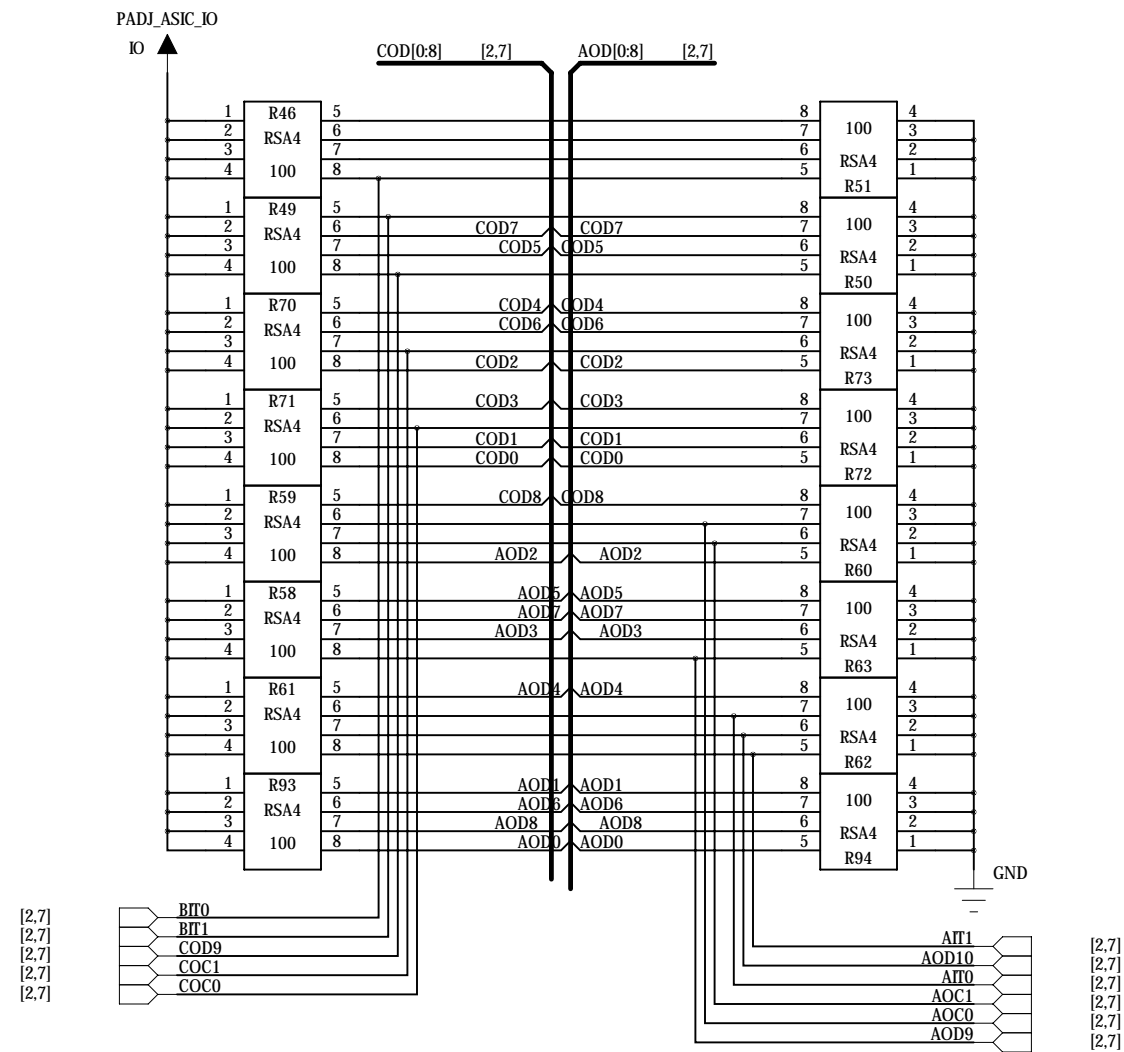 PADJ_ASIC_IO
IO
COD[0:8] [2,7] AOD[0:8] [2,7]
1 R46 5 8 100 4
2 RSA4 6 7 3
3 7 6 RSA4 2
4 100 8 5 R51 1
1 R49 5 8 100 4
2 RSA4 6 COD7 COD7 7 3
3 7 COD5 COD5 6 RSA4 2
4 100 8 5 R50 1
1 R70 5 COD4 COD4 8 100 4
2 RSA4 6 COD6 COD6 7 3
3 7 6 RSA4 2
4 100 8 COD2 COD2 5 R73 1
1 R71 5 COD3 COD3 8 100 4
2 RSA4 6 7 3
3 7 COD1 COD1 6 RSA4 2
4 100 8 COD0 COD0 5 R72 1
1 R59 5 COD8 COD8 8 100 4
2 RSA4 6 7 3
3 7 6 RSA4 2
4 100 8 AOD2 AOD2 5 R60 1
1 R58 5 AOD5 AOD5 8 100 4
2 RSA4 6 AOD7 AOD7 7 3
3 7 AOD3 AOD3 6 RSA4 2
4 100 8 5 R63 1
1 R61 5 AOD4 AOD4 8 100 4
2 RSA4 6 7 3
3 7 6 RSA4 2
4 100 8 5 R62 1
1 R93 5 AOD1 AOD1 8 100 4
2 RSA4 6 AOD6 AOD6 7 3
3 7 AOD8 AOD8 6 RSA4 2
4 100 8 AOD0 AOD0 5 R94 1
GND
[2,7] BIT0
[2,7] BIT1
[2,7] COD9
[2,7] COC1
[2,7] COC0
AIT1 [2,7]
AOD10 [2,7]
AIT0 [2,7]
AOC1 [2,7]
AOC0 [2,7]
AOD9 [2,7]